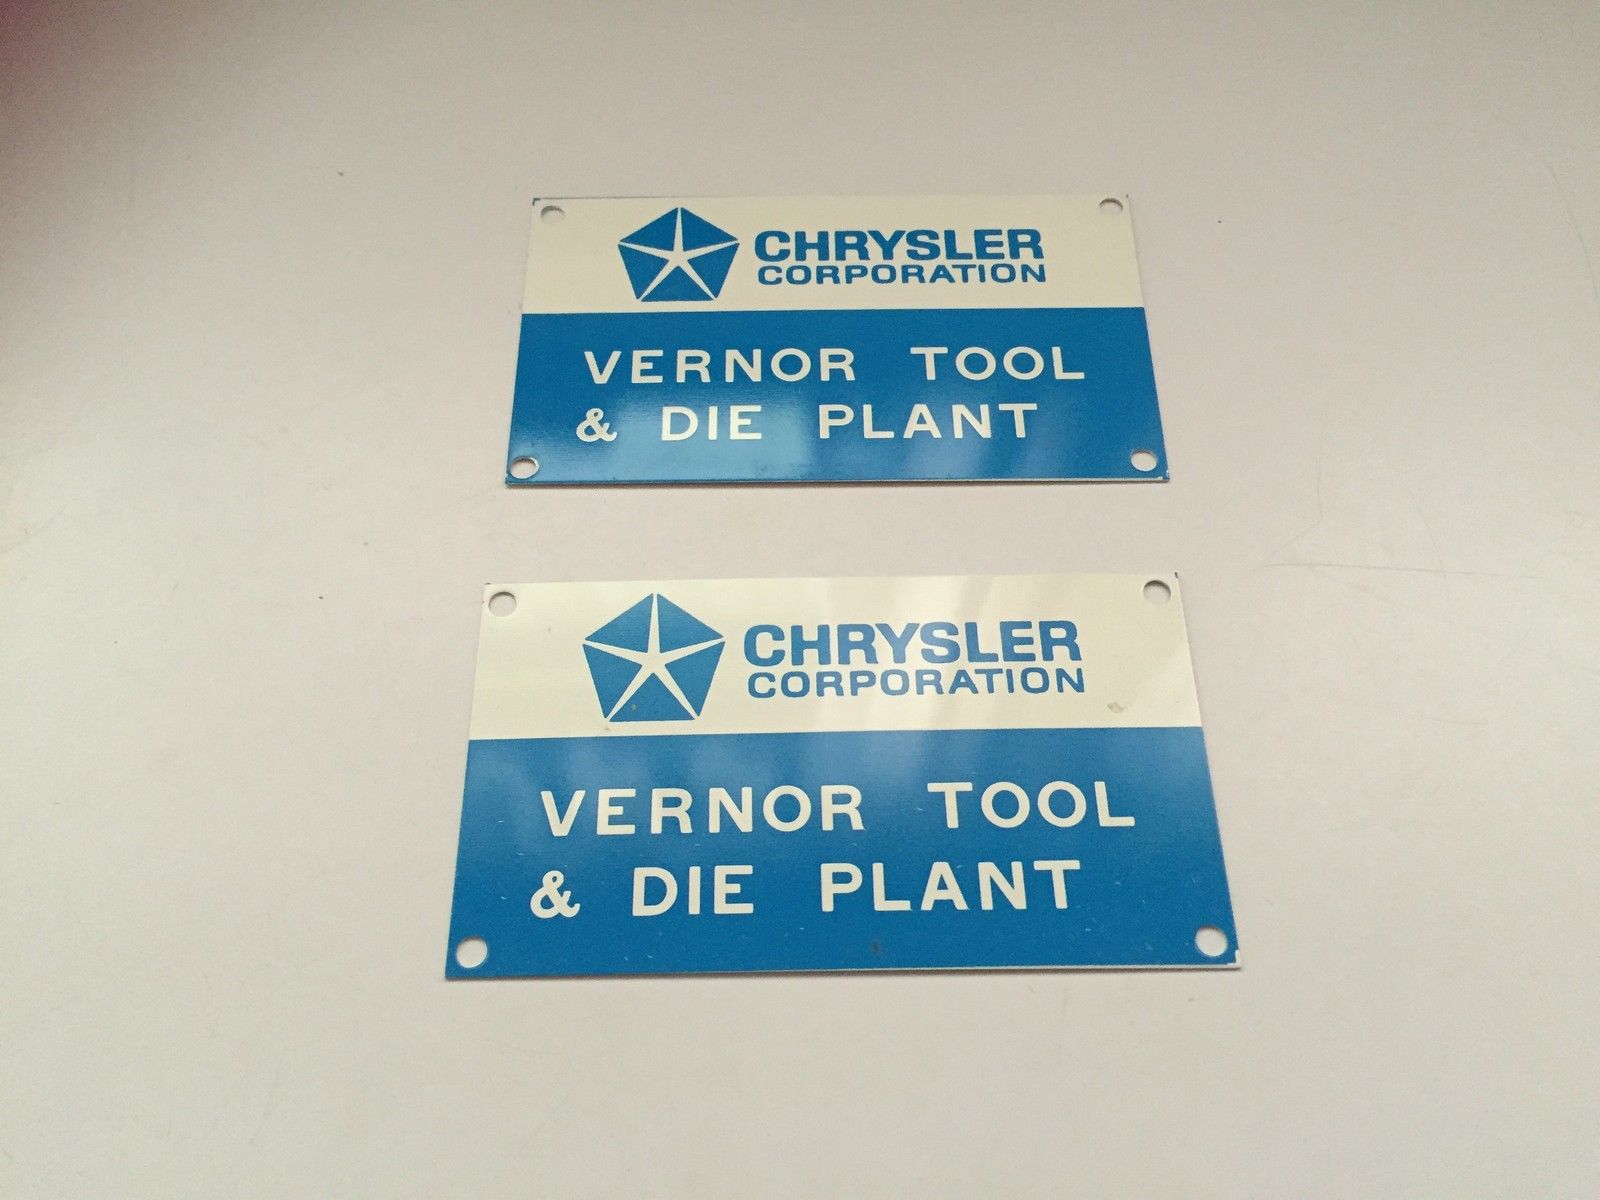 CHRYSLER
CORPORATION
VERNOR TOOL
& DIE PLANT
CHRYSLER
CORPORATION
VERNOR TOOL
& DIE PLANT